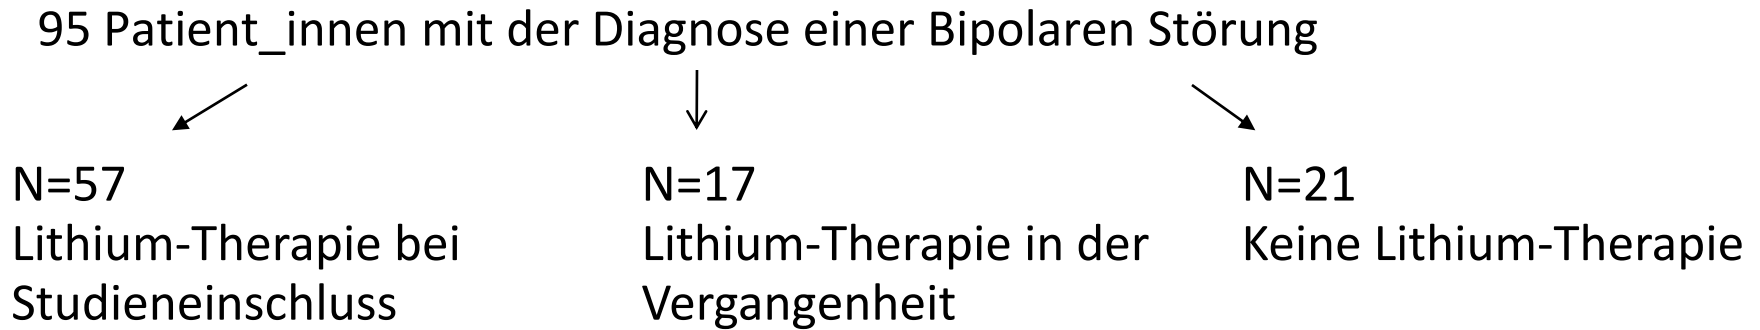 95 Patient_innen mit der Diagnose einer Bipolaren Störung
N=57
Lithium-Therapie bei
Studieneinschluss
N=17
Lithium-Therapie in der
Vergangenheit
N=21
Keine Lithium-Therapie